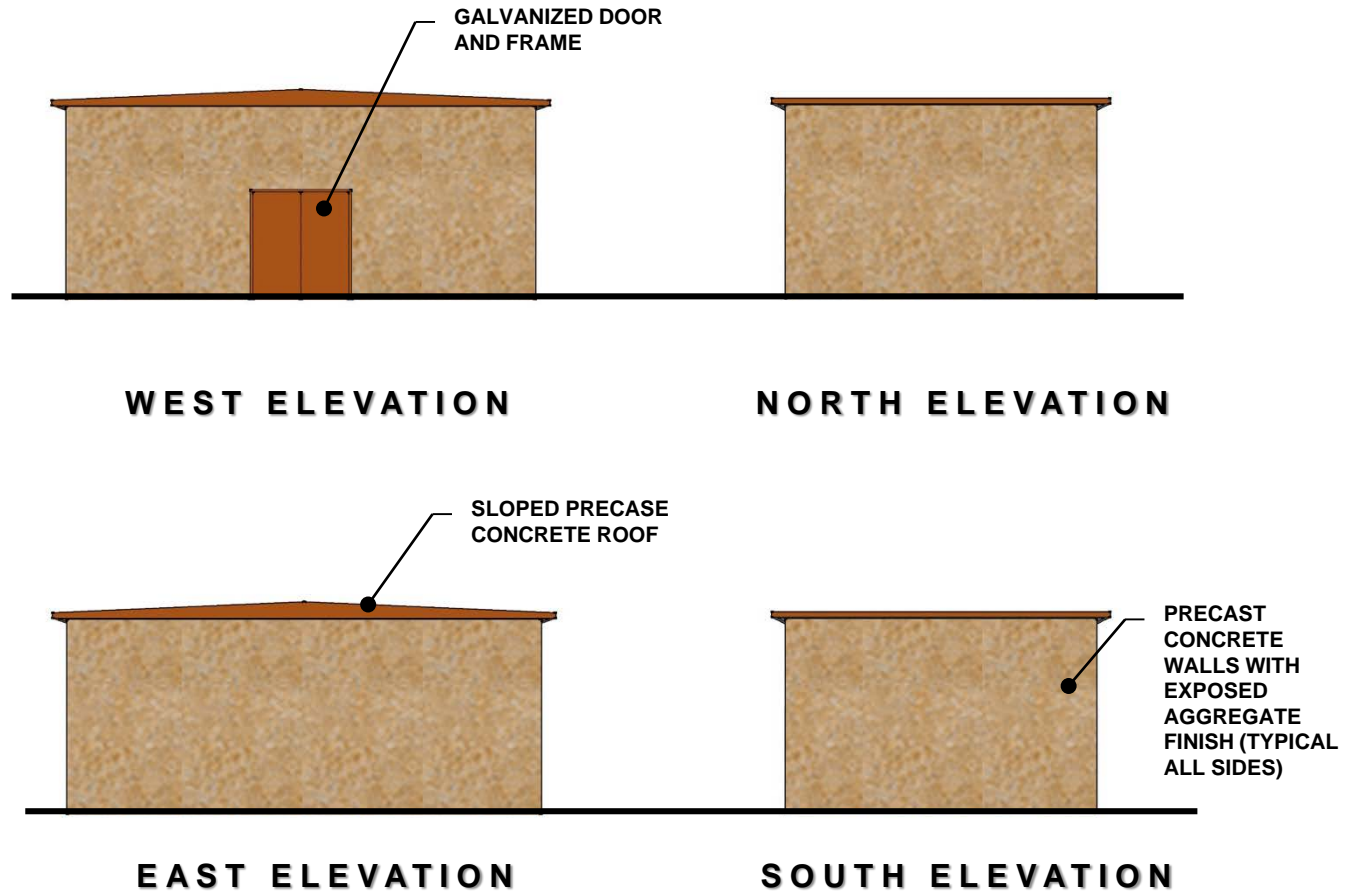 GALVANIZED DOOR
AND FRAME
WEST ELEVATION
NORTH ELEVATION
SLOPED PRECASE
CONCRETE ROOF
PRECAST
CONCRETE
WALLS WITH
EXPOSED
AGGREGATE
FINISH (TYPICAL
ALL SIDES)
EAST ELEVATION
SOUTH ELEVATION